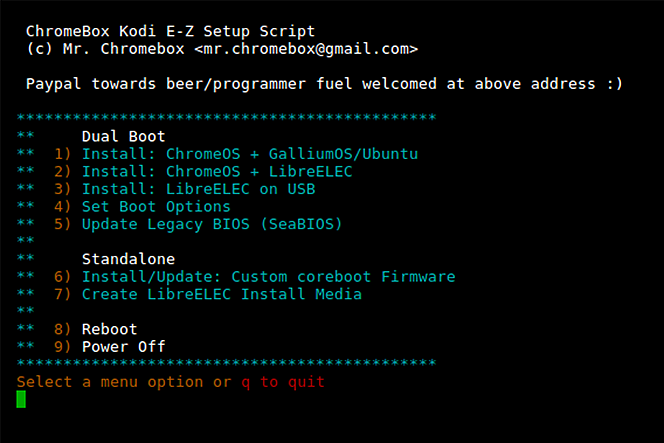 ChromeBox Kodi E-Z Setup Script
(c) Mr. Chromebox <mr.chromebox@gmail.com>
Paypal towards beer/programmer fuel welcomed at above address :)
*********************************************
** Dual Boot
** 1) Install: ChromeOS + GalliumOS/Ubuntu
** 2) Install: ChromeOS + LibreELEC
** 3) Install: LibreELEC on USB
** 4) Set Boot Options
** 5) Update Legacy BIOS (SeaBIOS)
**
** Standalone
** 6) Install/Update: Custom coreboot Firmware
** 7) Create LibreELEC Install Media
**
** 8) Reboot
** 9) Power Off
*********************************************
Select a menu option or q to quit